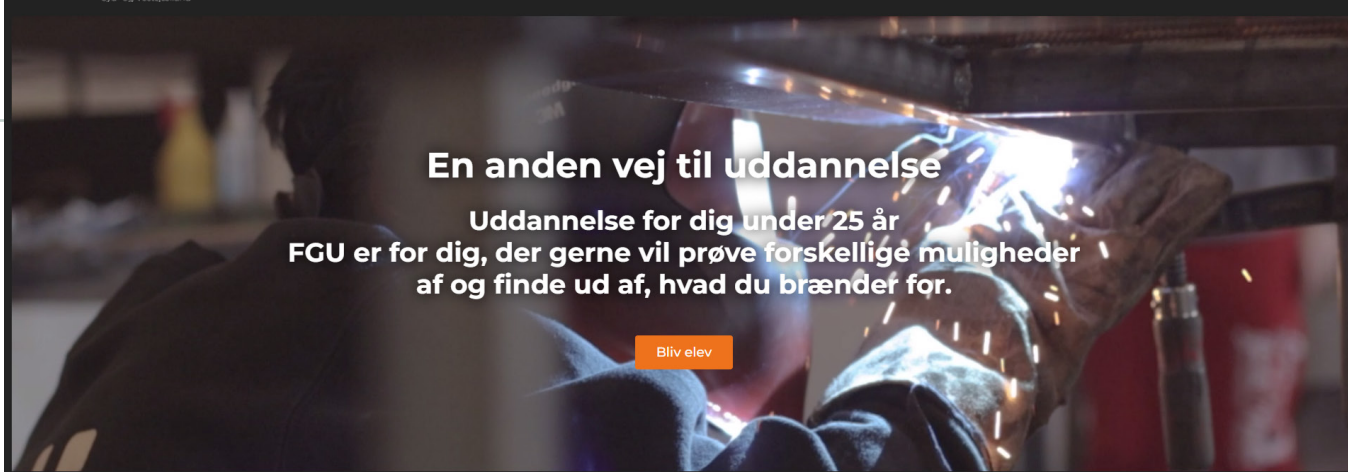 En anden vej til uddannelse
Uddannelse for dig under 25 år
FGU er for dig, der gerne vil prøve forskellige muligheder
af og finde ud af, hvad du brænder for.
Bliv elev